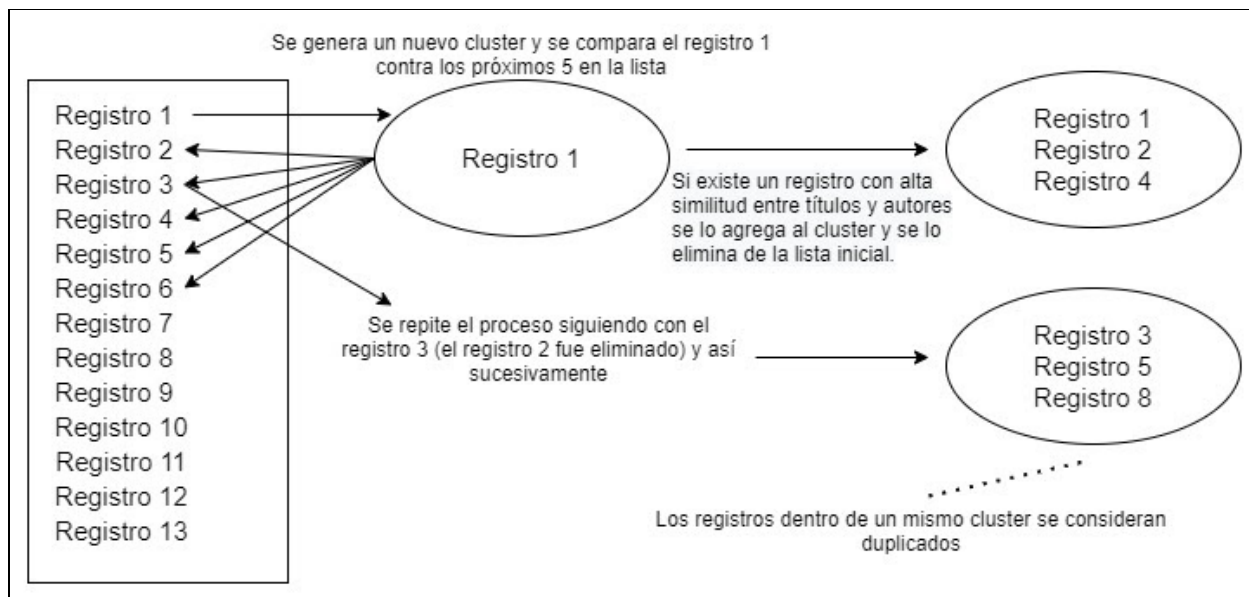 Se genera un nuevo cluster y se compara el registro 1
contra los próximos 5 en la lista
Registro 1
Registro 2
Registro 3
Registro 4
Registro 5
Registro 6
Registro 7
Registro 8
Registro 9
Registro 10
Registro 11
Registro 12
Registro 13
Registro 1
Si existe un registro con alta
similitud entre títulos y autores
se lo agrega al cluster y se lo
elimina de la lista inicial.
Registro 1
Registro 2
Registro 4
Se repite el proceso siguiendo con el
registro 3 (el registro 2 fue eliminado) y así
sucesivamente
Registro 3
Registro 5
Registro 8
Los registros dentro de un mismo cluster se consideran
duplicados